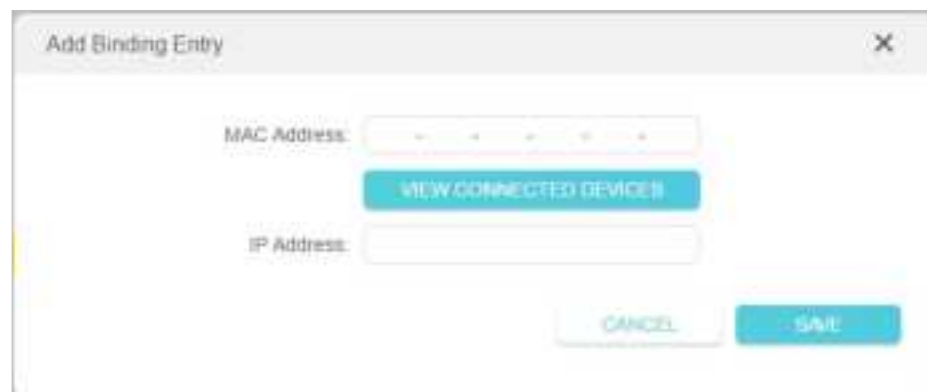 Add Binding Entry
MAC Address: - - - - -
VIEW CONNECTED DEVICES
IP Address:
CANCEL SAVE